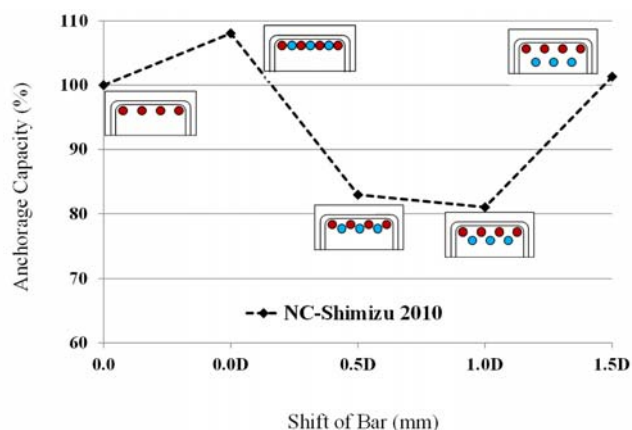 110
100
90
80
70
60
Anchorage Capacity (%)
NC-Shimizu 2010
0.0
0.0D
0.5D
1.0D
1.5D
Shift of Bar (mm)